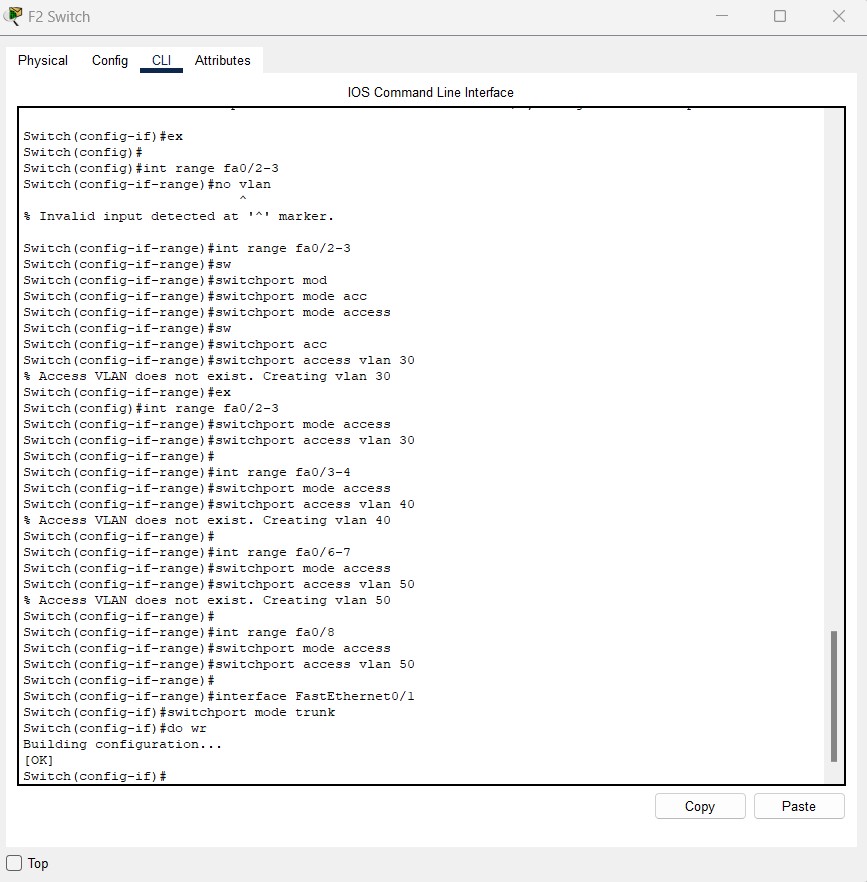 F2 Switch
Physical Config CLI Attributes
IOS Command Line Interface
Switch(config-if)#ex
Switch(config)#
Switch(config)#int range fa0/2-3
Switch(config-if-range)#no vlan
^
% Invalid input detected at '^' marker.
Switch(config-if-range)#int range fa0/2-3
Switch(config-if-range)#sw
Switch(config-if-range)#switchport mod
Switch(config-if-range)#switchport mode acc
Switch(config-if-range)#switchport mode access
Switch(config-if-range)#sw
Switch(config-if-range)#switchport acc
Switch(config-if-range)#switchport access vlan 30
% Access VLAN does not exist. Creating vlan 30
Switch(config-if-range)#ex
Switch(config)#int range fa0/2-3
Switch(config-if-range)#switchport mode access
Switch(config-if-range)#switchport access vlan 30
Switch(config-if-range)#
Switch(config-if-range)#int range fa0/3-4
Switch(config-if-range)#switchport mode access
Switch(config-if-range)#switchport access vlan 40
% Access VLAN does not exist. Creating vlan 40
Switch(config-if-range)#
Switch(config-if-range)#int range fa0/6-7
Switch(config-if-range)#switchport mode access
Switch(config-if-range)#switchport access vlan 50
% Access VLAN does not exist. Creating vlan 50
Switch(config-if-range)#
Switch(config-if-range)#int range fa0/8
Switch(config-if-range)#switchport mode access
Switch(config-if-range)#switchport access vlan 50
Switch(config-if-range)#
Switch(config-if-range)#interface FastEthernet0/1
Switch(config-if)#switchport mode trunk
Switch(config-if)#do wr
Building configuration...
[OK]
Switch(config-if)#
Copy Paste
Top